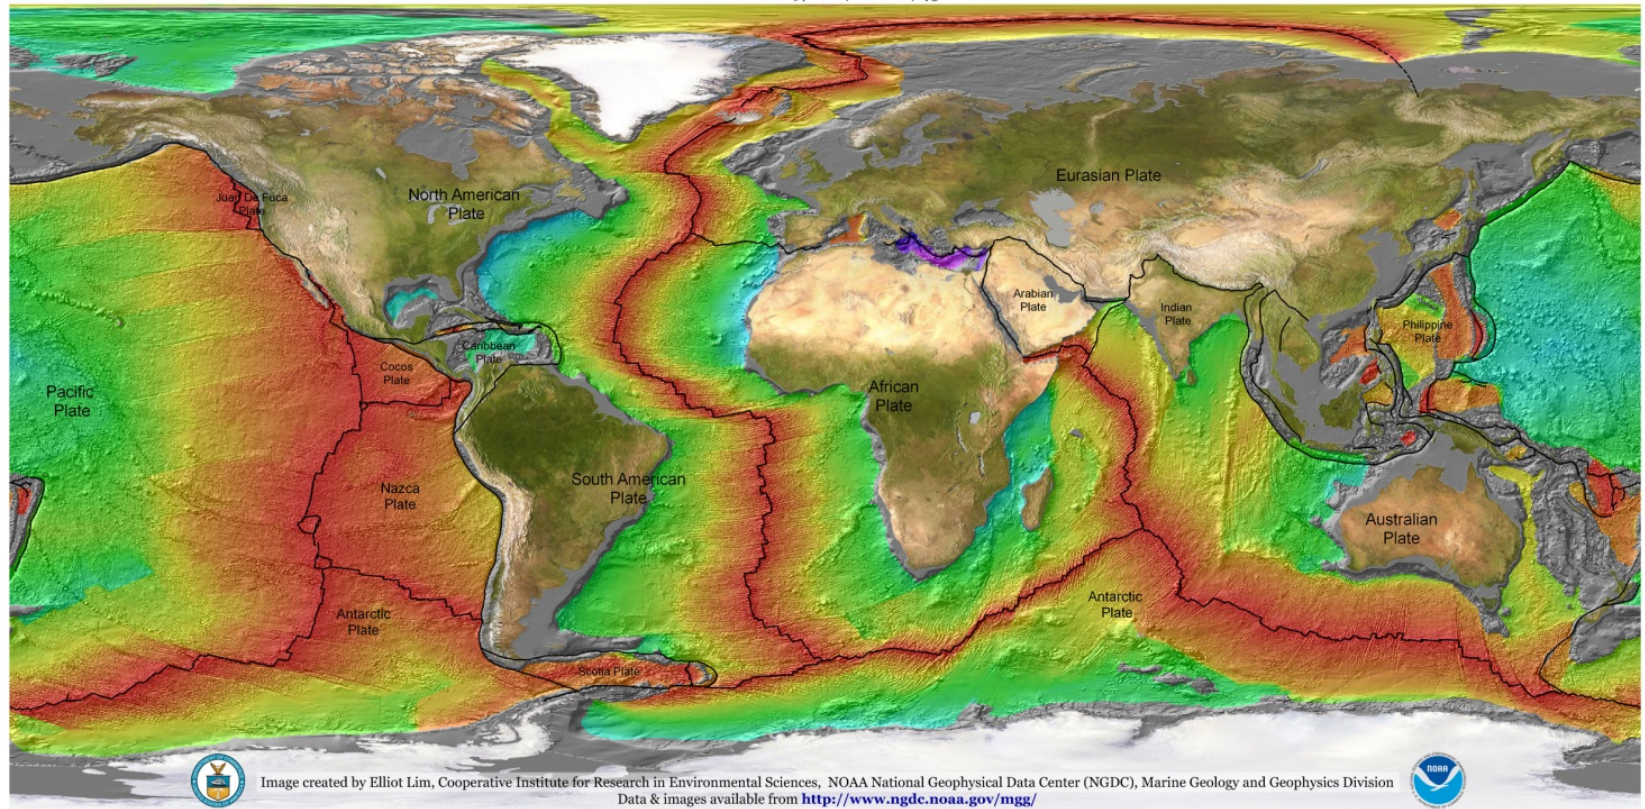 Juan De Fuca
Plate
North American
Plate
Eurasian Plate
Arabian
Plate
Indian
Plate
Philippine
Plate
Caribbean
Plate
Cocos
Plate
Pacific
Plate
African
Plate
Nazca
Plate
South American
Plate
Australian
Plate
Antarctic
Plate
Antarctic
Plate
Scotia Plate
Image created by Elliot Lim, Cooperative Institute for Research in Environmental Sciences, NOAA National Geophysical Data Center (NGDC), Marine Geology and Geophysics Division
Data & images available from http://www.ngdc.noaa.gov/mgg/
NOAA